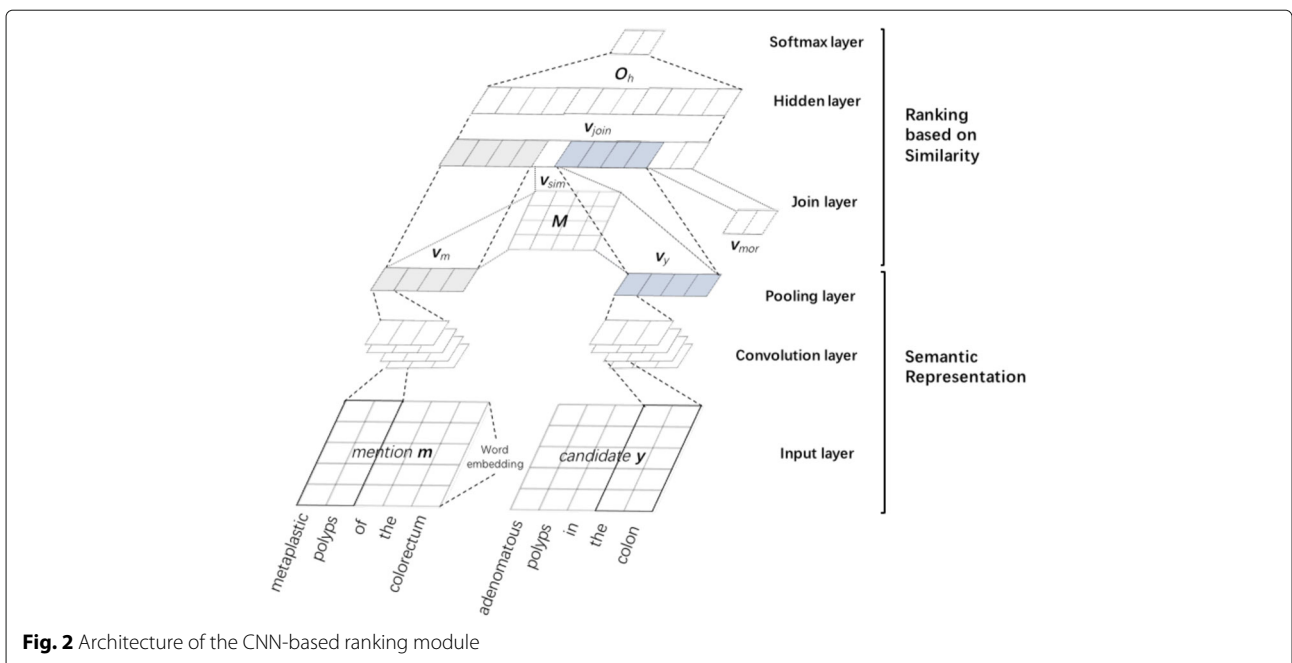 Softmax layer
O_h
Hidden layer
v_join
Ranking
based on
Similarity
v_sim
Join layer
M
v_mor
v_m
v_y
Pooling layer
Convolution layer
Semantic
Representation
mention m
Word
embedding
candidate y
Input layer
metaplastic
polyps
of
the
colorectum
adenomatous
polyps
in
the
colon
Fig. 2 Architecture of the CNN-based ranking module